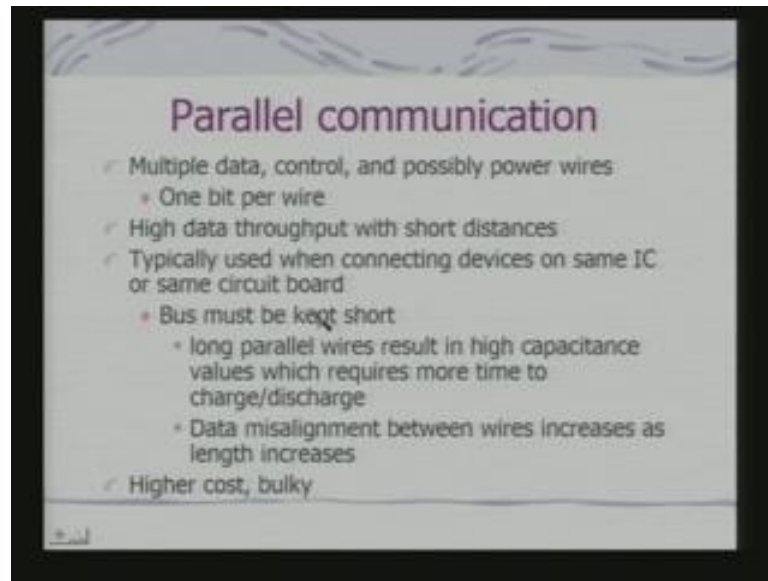 Parallel communication
Multiple data, control, and possibly power wires
One bit per wire
High data throughput with short distances
Typically used when connecting devices on same IC
or same circuit board
Bus must be kept short
long parallel wires result in high capacitance
values which requires more time to
charge/discharge
Data misalignment between wires increases as
length increases
Higher cost, bulky